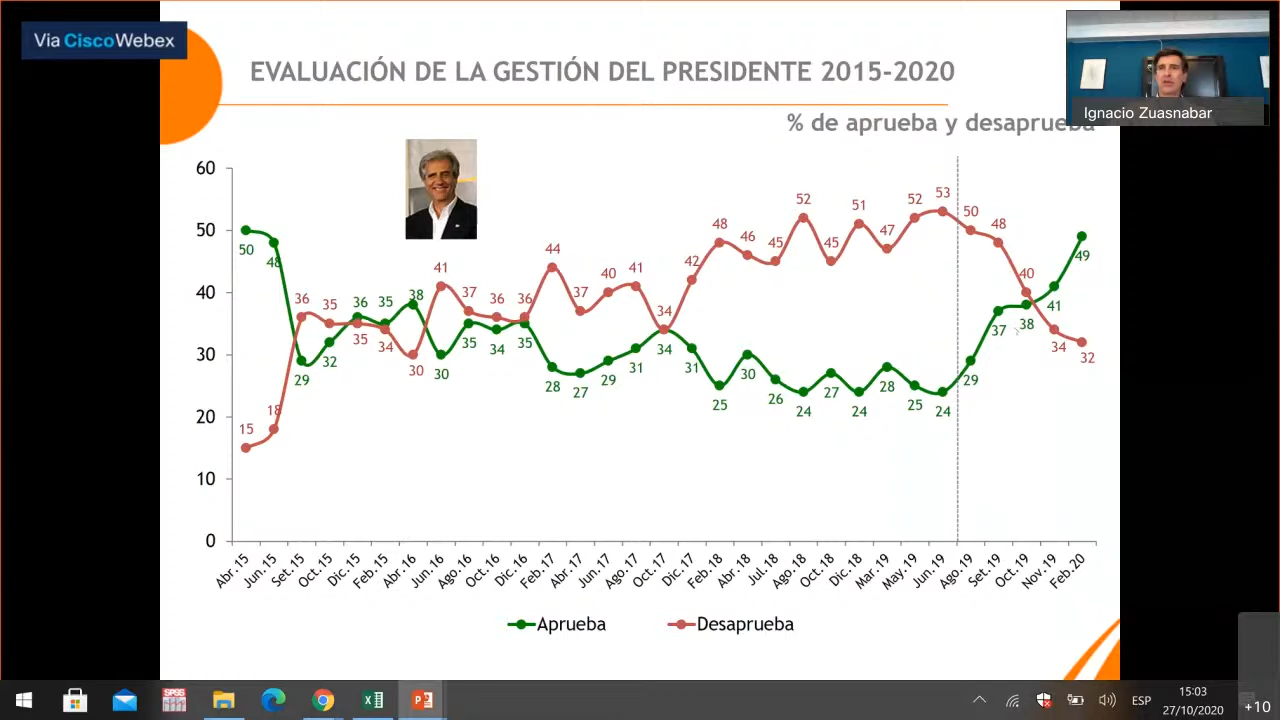 Via CiscoWebex
EVALUACIÓN DE LA GESTIÓN DEL PRESIDENTE 2015-2020
Ignacio Zuasnabar
% de aprueba y desaprueba
60
50
40
30
20
10
0
50 48 29 32 36 35 38 30 35 34 35 28 27 29 31 34 31 25 30 26 24 27 24 28 25 24 29 37 38 41 49
15 18 36 35 35 34 30 41 37 36 36 44 37 40 41 34 42 48 46 45 52 45 51 47 52 53 50 48 40 34 32
Abr. 15 Jun. 15 Set. 15 Oct. 15 Dic. 15 Feb.15 Abr. 16 Jun. 16 Ago. 16 Oct. 16 Dic. 16 Feb. 17 Abr. 17 Jun. 17 Ago. 17 Oct. 17 Dic. 17 Feb. 18 Abr. 18 Jul. 18 Ago. 18 Oct. 18 Dic. 18 Mar. 19 May. 19 Jun. 19 Ago. 19 Set. 19 Oct. 19 Nov. 19 Feb. 20
Aprueba
Desaprueba
SPSS
ESP
15:03
27/10/2020
+10